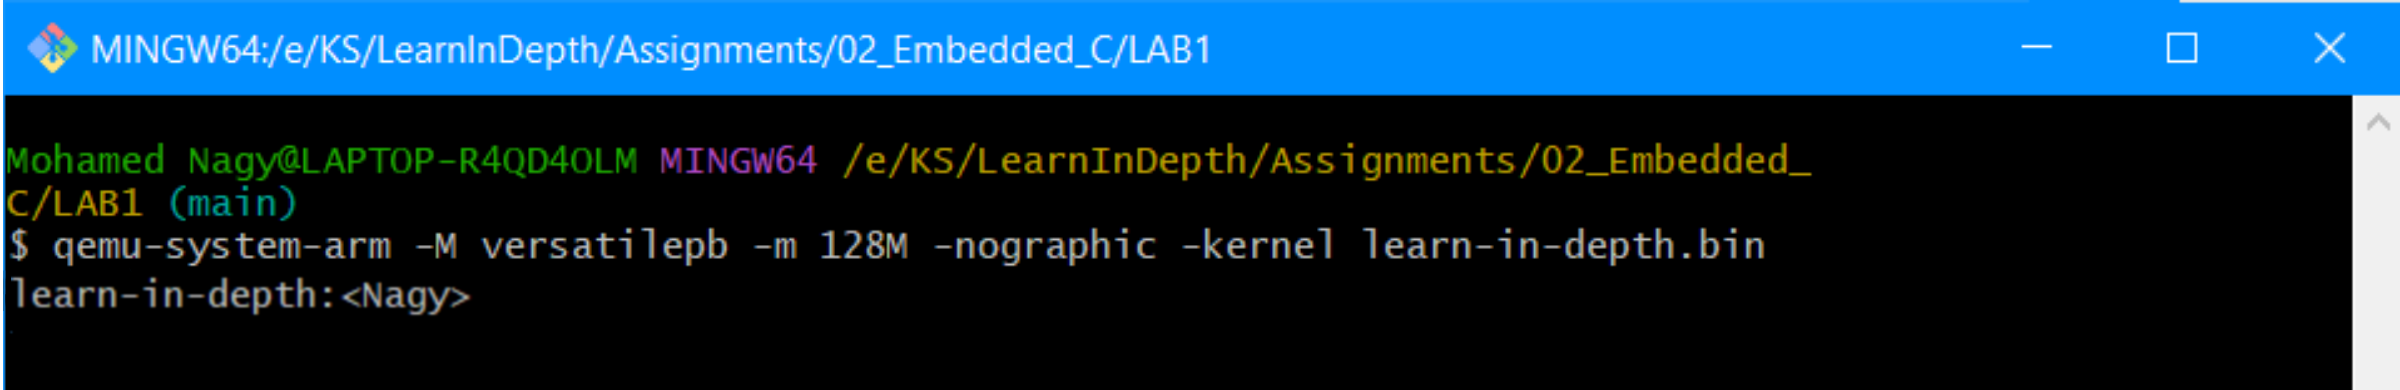 MINGW64:/e/KS/LearnInDepth/Assignments/02_Embedded_C/LAB1
Mohamed Nagy@LAPTOP-R4QD4OLM MINGW64 /e/KS/LearnInDepth/Assignments/02_Embedded_
C/LAB1 (main)
$ qemu-system-arm -M versatilepb -m 128M -nographic -kernel learn-in-depth.bin
learn-in-depth:<Nagy>